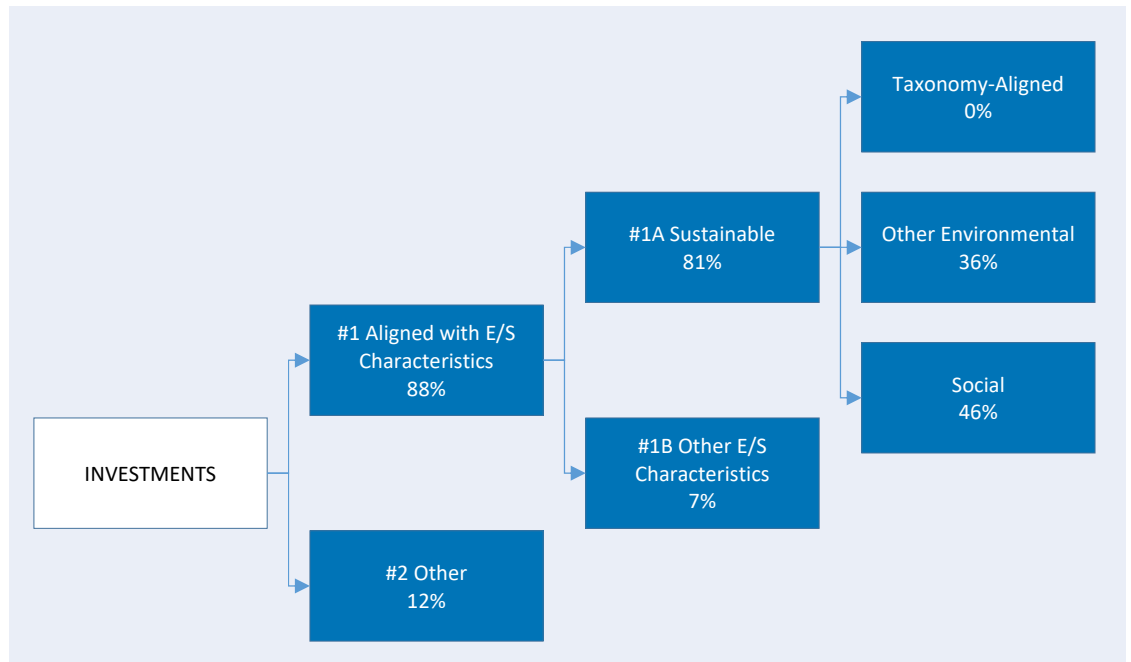 INVESTMENTS
#1 Aligned with E/S
Characteristics
88%
#2 Other
12%
#1A Sustainable
81%
#1B Other E/S
Characteristics
7%
Taxonomy-Aligned
0%
Other Environmental
36%
Social
46%